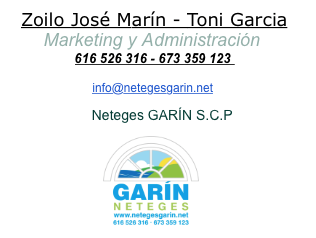 Zoilo José Marín - Toni Garcia
Marketing y Administración
616 526 316 - 673 359 123
info@netegesgarin.net
Neteges GARÍN S.C.P
GARÍN
NETEGES
www.netegesgarin.net
616 526 316 - 673 359 123